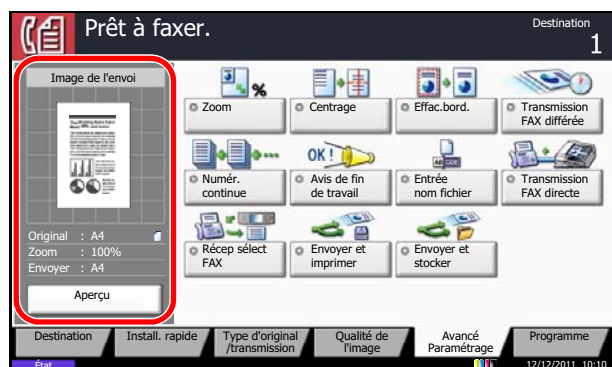 Prêt à faxer.
Destination
1
Image de l'envoi
Original : A4
Zoom : 100%
Envoyer : A4
Aperçu
%
Zoom
Centrage
Effac.bord.
Transmission
FAX différée
OK!
Numér.
continue
Avis de fin
de travail
Entrée
nom fichier
Transmission
FAX directe
Récep sélect
FAX
Envoyer et
imprimer
Envoyer et
stocker
Destination
Install. rapide
Type d'original
/transmission
Qualité de
l'image
Avancé
Paramétrage
Programme
État
12/12/2011 10:10